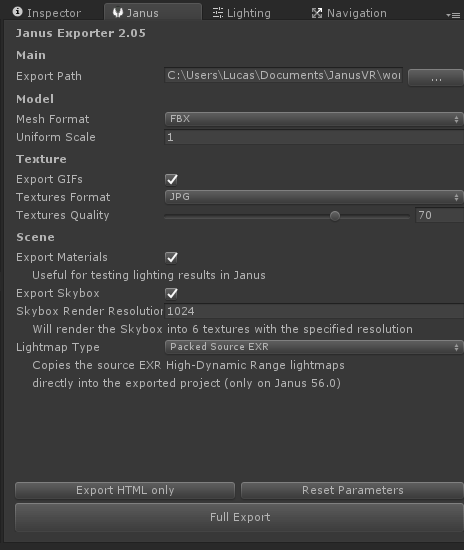 Inspector Janus Lighting Navigation
Janus Exporter 2.05
Main
Export Path C:\Users\Lucas\Documents\JanusVR\wor ...
Model
Mesh Format FBX
Uniform Scale 1
Texture
Export GIFs
Textures Format JPG
Textures Quality 70
Scene
Export Materials
Useful for testing lighting results in Janus
Export Skybox
Skybox Render Resolution 1024
Will render the Skybox into 6 textures with the specified resolution
Lightmap Type Packed Source EXR
Copies the source EXR High-Dynamic Range lightmaps
directly into the exported project (only on Janus 56.0)
Export HTML only Reset Parameters
Full Export